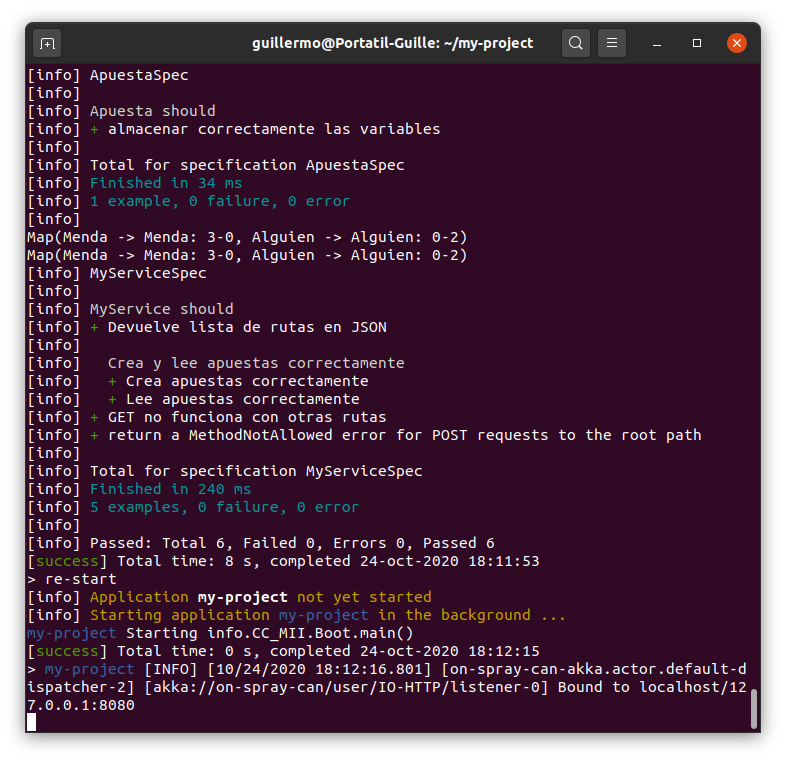 guillermo@Portatil-Guille: ~/my-project
[info] ApuestaSpec
[info]
[info] Apuesta should
[info] + almacenar correctamente las variables
[info]
[info] Total for specification ApuestaSpec
[info] Finished in 34 ms
[info] 1 example, 0 failure, 0 error
[info]
Map(Menda -> Menda: 3-0, Alguien -> Alguien: 0-2)
Map(Menda -> Menda: 3-0, Alguien -> Alguien: 0-2)
[info] MyServiceSpec
[info]
[info] MyService should
[info] + Devuelve lista de rutas en JSON
[info]
[info]   Crea y lee apuestas correctamente
[info]   + Crea apuestas correctamente
[info]   + Lee apuestas correctamente
[info] + GET no funciona con otras rutas
[info] + return a MethodNotAllowed error for POST requests to the root path
[info]
[info] Total for specification MyServiceSpec
[info] Finished in 240 ms
[info] 5 examples, 0 failure, 0 error
[info]
[info] Passed: Total 6, Failed 0, Errors 0, Passed 6
[success] Total time: 8 s, completed 24-oct-2020 18:11:53
> re-start
[info] Application my-project not yet started
[info] Starting application my-project in the background ...
my-project Starting info.CC_MII.Boot.main()
[success] Total time: 0 s, completed 24-oct-2020 18:12:15
> my-project [INFO] [10/24/2020 18:12:16.801] [on-spray-can-akka.actor.default-d
ispatcher-2] [akka://on-spray-can/user/IO-HTTP/listener-0] Bound to localhost/12
7.0.0.1:8080